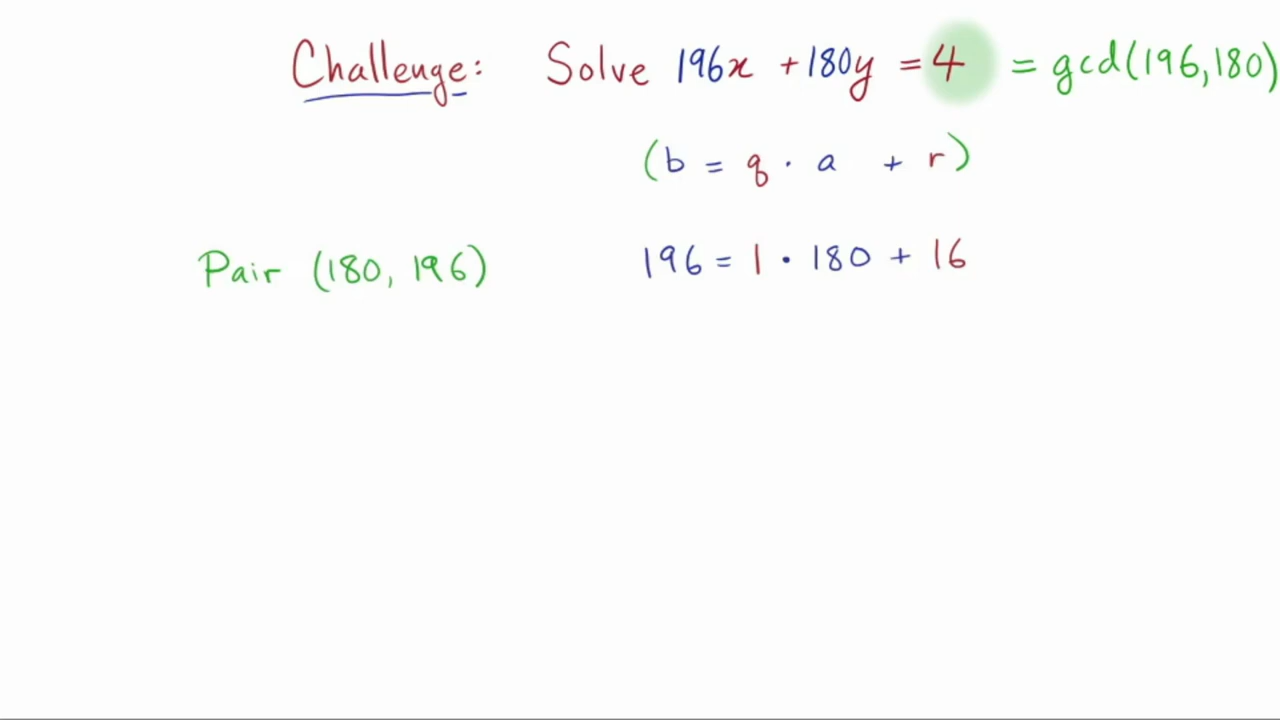 Challenge: Solve 196x + 180y = 4 = gcd(196,180)
(b = q · a + r)
Pair (180, 196) 196 = 1 · 180 + 16